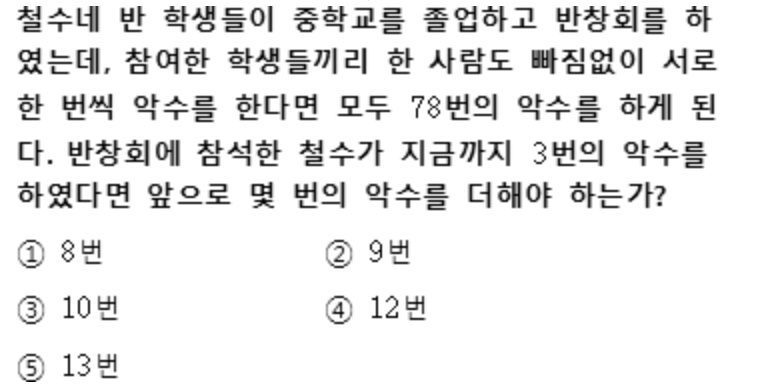 철수네 반 학생들이 중학교를 졸업하고 반창회를 하
였는데, 참여한 학생들끼리 한 사람도 빠짐없이 서로
한 번씩 악수를 한다면 모두 78번의 악수를 하게 된
다. 반창회에 참석한 철수가 지금까지 3번의 악수를
하였다면 앞으로 몇 번의 악수를 더해야 하는가?
① 8번 ② 9번
③ 10번 ④ 12번
⑤ 13번